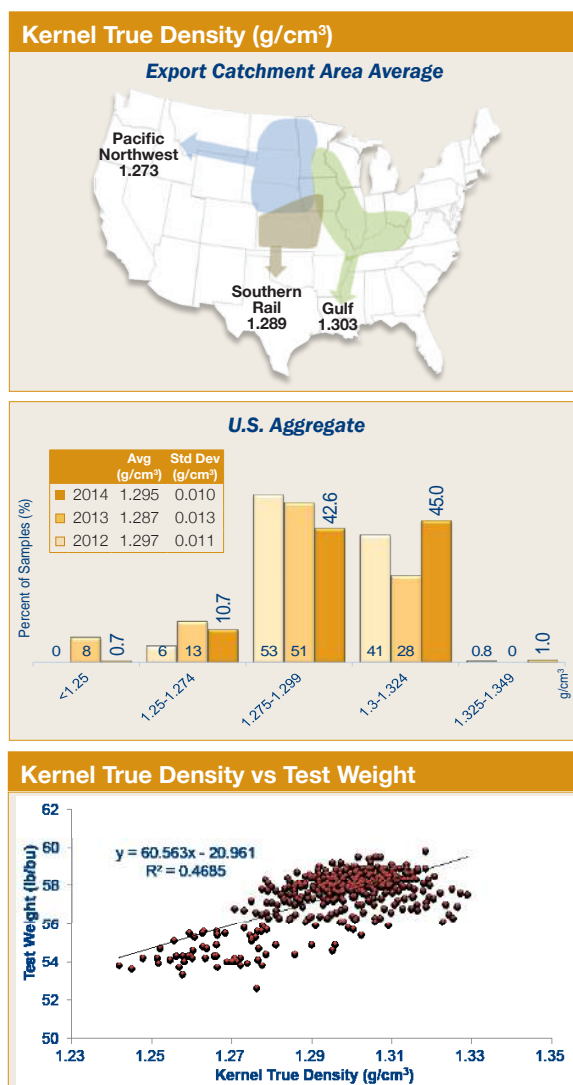 Kernel True Density (g/cm³)
Export Catchment Area Average
Pacific
Northwest
1.273
Southern
Rail
1.289
Gulf
1.303
U.S. Aggregate
Avg Std Dev
(g/cm³) (g/cm³)
2014 1.295 0.010
2013 1.287 0.013
2012 1.297 0.011
Percent of Samples (%)
0 8 0.7 6 13 10.7 53 51 42.6 41 28 45.0 0.8 0 1.0
<1.25 1.25-1.274 1.275-1.299 1.3-1.324 1.325-1.349 g/cm³
Kernel True Density vs Test Weight
y = 60.563x - 20.961
R² = 0.4685
Test Weight (lb/bu)
62
60
58
56
54
52
50
1.23 1.25 1.27 1.29 1.31 1.33 1.35
Kernel True Density (g/cm³)